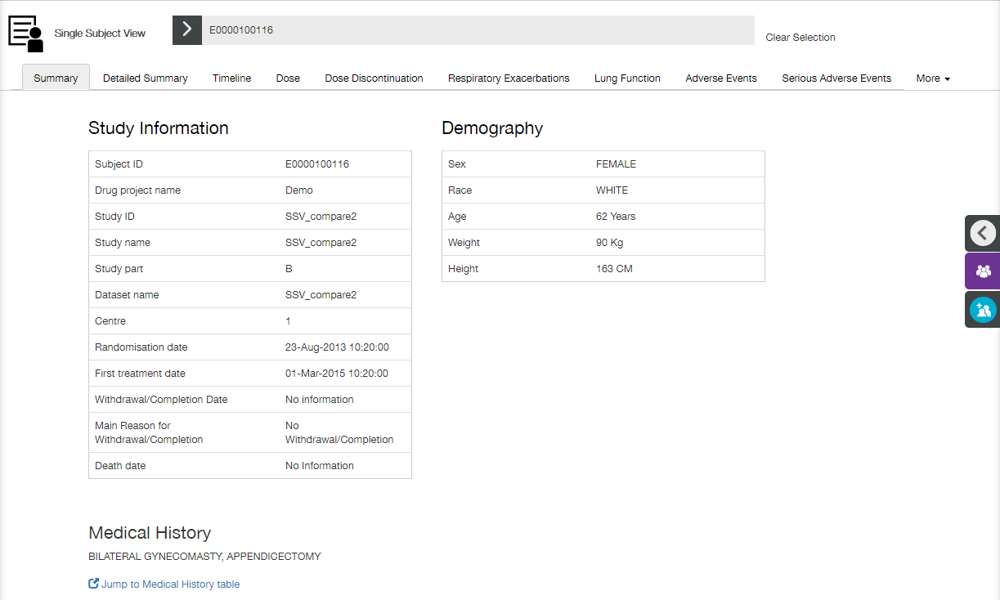 Single Subject View
E0000100116
Clear Selection
Summary Detailed Summary Timeline Dose Dose Discontinuation Respiratory Exacerbations Lung Function Adverse Events Serious Adverse Events More
Study Information
Subject ID E0000100116
Drug project name Demo
Study ID SSV_compare2
Study name SSV_compare2
Study part B
Dataset name SSV_compare2
Centre 1
Randomisation date 23-Aug-2013 10:20:00
First treatment date 01-Mar-2015 10:20:00
Withdrawal/Completion Date No information
Main Reason for No
Withdrawal/Completion Withdrawal/Completion
Death date No Information
Demography
Sex FEMALE
Race WHITE
Age 62 Years
Weight 90 Kg
Height 163 CM
Medical History
BILATERAL GYNECOMASTY, APPENDICECTOMY
Jump to Medical History table